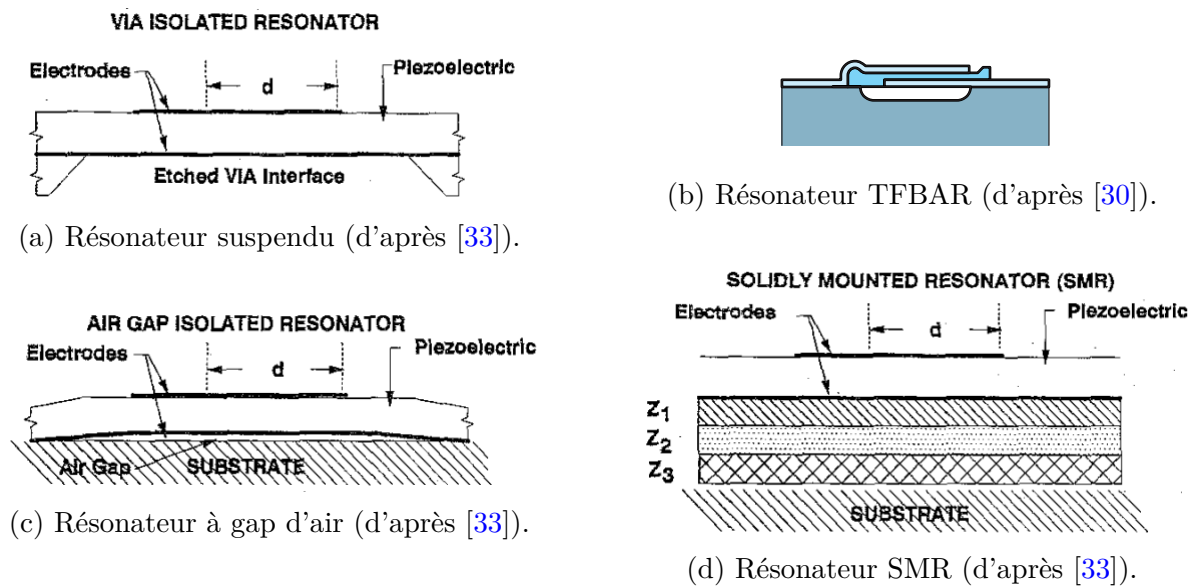 VIA ISOLATED RESONATOR
Electrodes
d
Piezoelectric
Etched VIA Interface
(a) Résonateur suspendu (d'après [33]).
(b) Résonateur TFBAR (d'après [30]).
AIR GAP ISOLATED RESONATOR
Electrodes
d
Piezoelectric
Air Gap
SUBSTRATE
(c) Résonateur à gap d'air (d'après [33]).
SOLIDLY MOUNTED RESONATOR (SMR)
Electrodes
d
Piezoelectric
Z1
Z2
Z3
SUBSTRATE
(d) Résonateur SMR (d'après [33]).